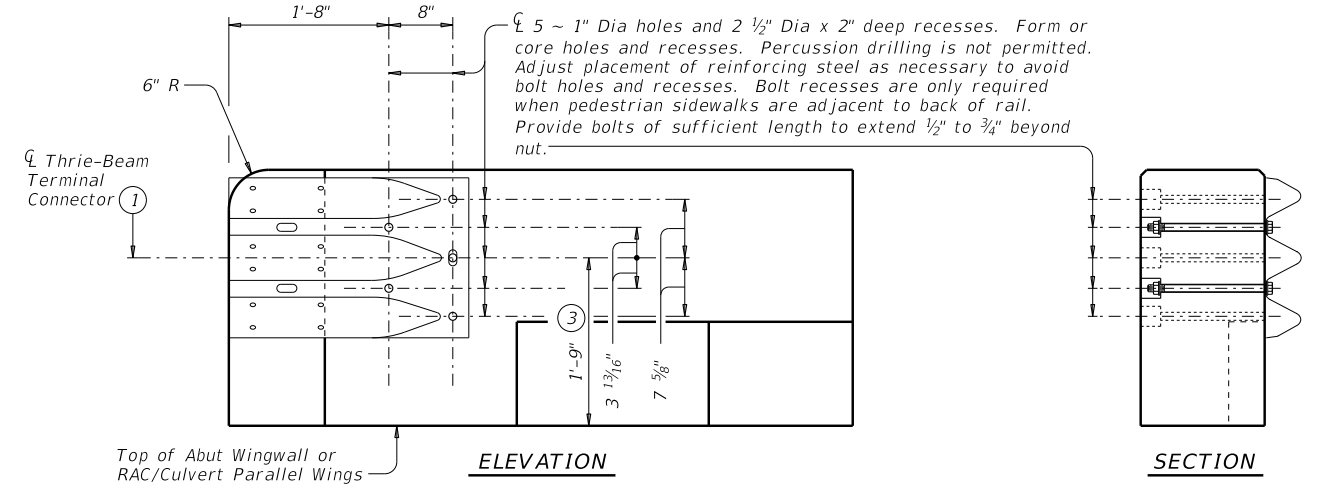 1'-8"
8"
℄ 5 ~ 1" Dia holes and 2 ½" Dia x 2" deep recesses. Form or
core holes and recesses. Percussion drilling is not permitted.
Adjust placement of reinforcing steel as necessary to avoid
bolt holes and recesses. Bolt recesses are only required
when pedestrian sidewalks are adjacent to back of rail.
Provide bolts of sufficient length to extend ½" to ¾" beyond
nut.
6" R
℄ Thrie-Beam
Terminal
Connector 1
3
1'-9"
3 13/16"
7 5/8"
Top of Abut Wingwall or
RAC/Culvert Parallel Wings
ELEVATION
SECTION